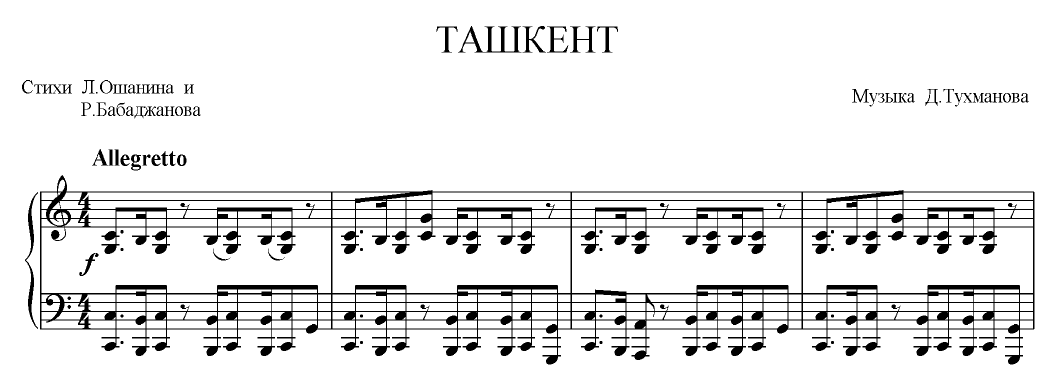 ТАШКЕНТ
Стихи Л.Ошанина и
Р.Бабаджанова
Музыка Д.Тухманова
Allegretto
f